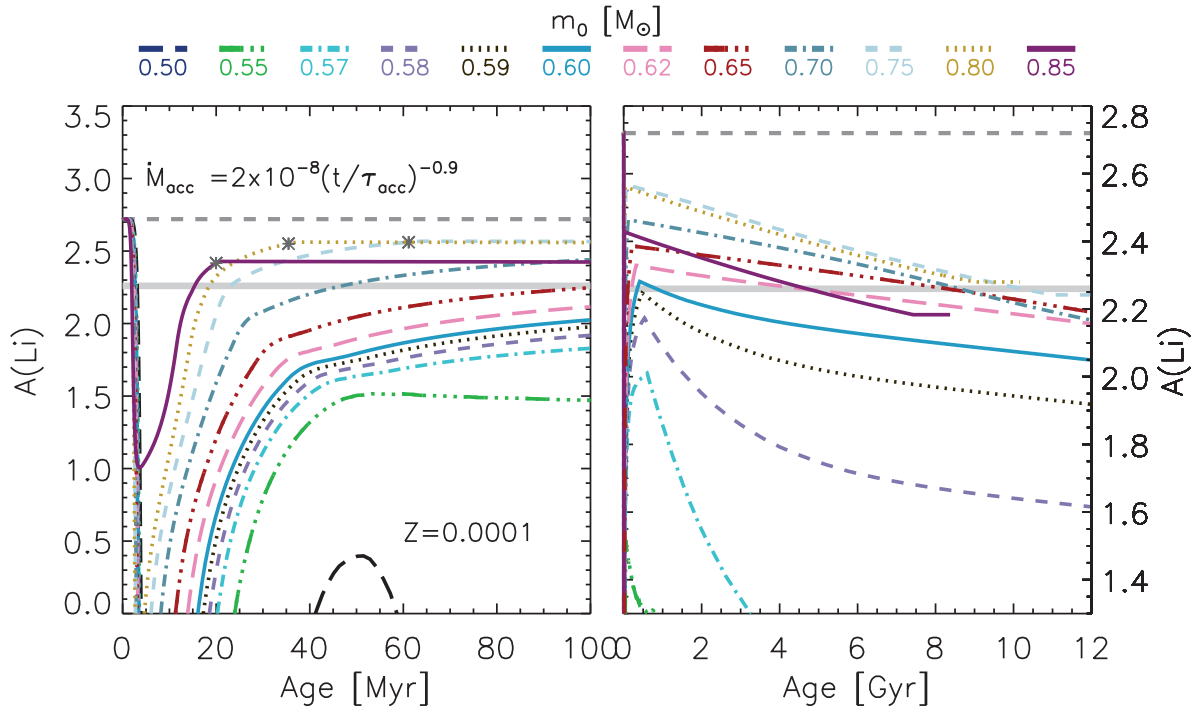 m₀ [M☉]
0.50 0.55 0.57 0.58 0.59 0.60 0.62 0.65 0.70 0.75 0.80 0.85
Ṁacc =2x10⁻⁸(t/τacc)⁻⁰·⁹
Z=0.0001
3.5
3.0
2.5
2.0
1.5
1.0
0.5
0.0
A(Li)
0 20 40 60 80 100
Age [Myr]
2.8
2.6
2.4
2.2
2.0
1.8
1.6
1.4
A(Li)
0 2 4 6 8 10 12
Age [Gyr]